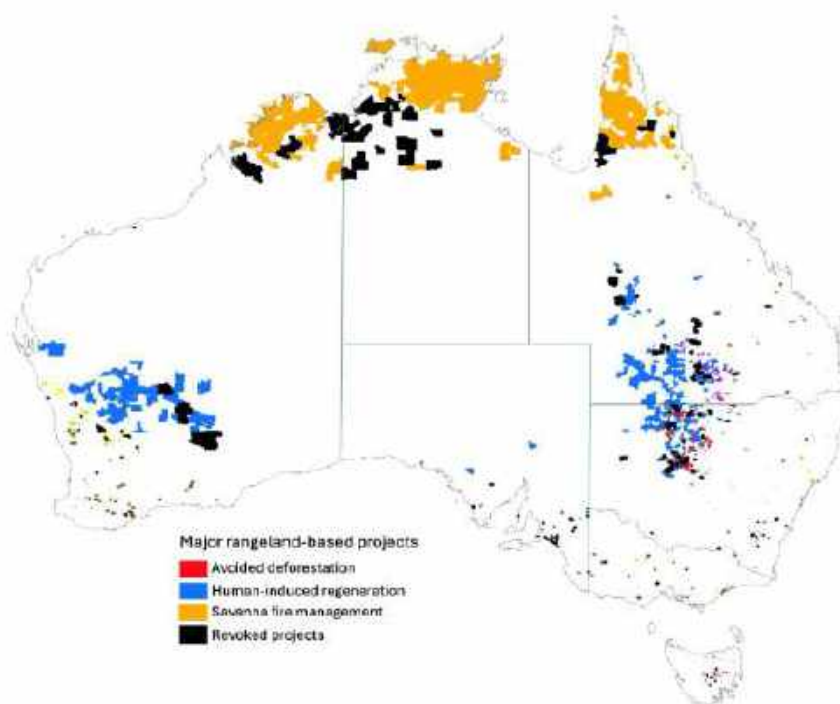 Major rangeland-based projects
Avoided deforestation
Human-induced regeneration
Savanna fire management
Revoked projects